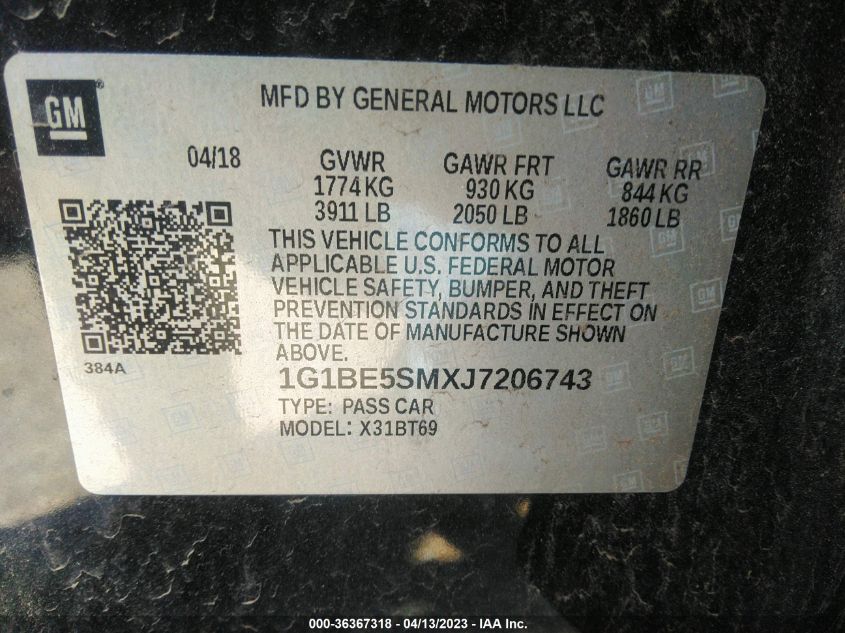 GM
®
MFD BY GENERAL MOTORS LLC
04/18 GVWR GAWR FRT GAWR RR
1774 KG 930 KG 844 KG
3911 LB 2050 LB 1860 LB
THIS VEHICLE CONFORMS TO ALL
APPLICABLE U.S. FEDERAL MOTOR
VEHICLE SAFETY, BUMPER, AND THEFT
PREVENTION STANDARDS IN EFFECT ON
THE DATE OF MANUFACTURE SHOWN
ABOVE.
384A
1G1BE5SMXJ7206743
TYPE: PASS CAR
MODEL: X31BT69
000-36367318 - 04/13/2023 - IAA Inc.